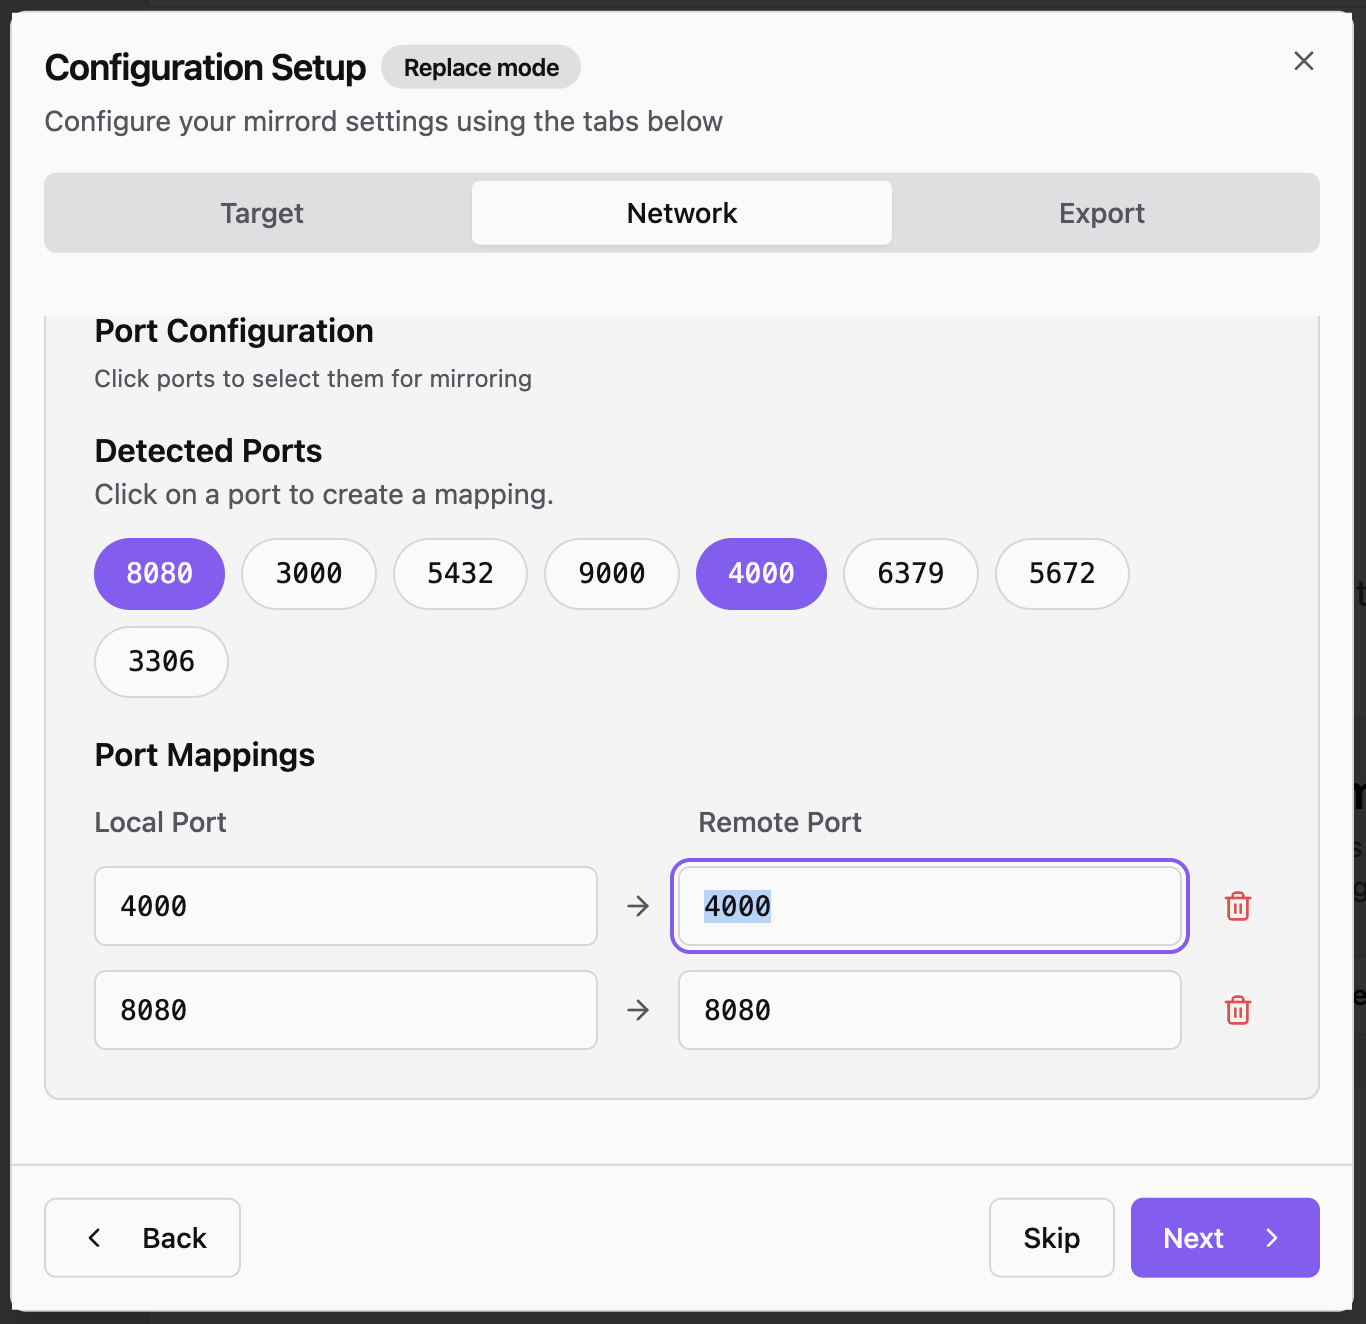 Configuration Setup Replace mode
Configure your mirrord settings using the tabs below
Target Network Export
Port Configuration
Click ports to select them for mirroring
Detected Ports
Click on a port to create a mapping.
8080 3000 5432 9000 4000 6379 5672
3306
Port Mappings
Local Port Remote Port
4000 → 4000
8080 → 8080
Back Skip Next